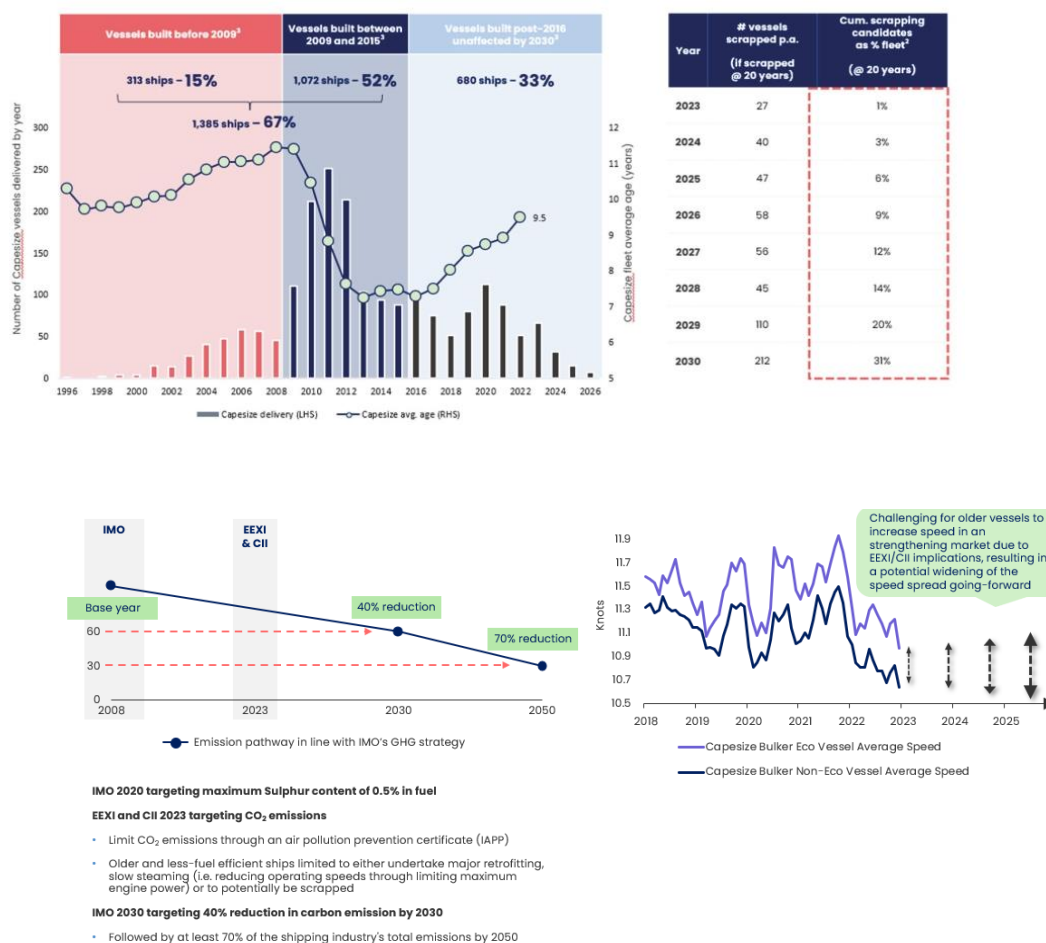 Vessels built before 2009³
Vessels built between
2009 and 2015³
Vessels built post-2016
unaffected by 2030³
313 ships – 15%
1,072 ships – 52%
680 ships – 33%
1,385 ships – 67%
Number of Capesize vessels delivered by year
300
250
200
150
100
50
0
12
11
10
9
8
7
6
5
Capesize fleet average age (years)
9.5
1996 1998 2000 2002 2004 2006 2008 2010 2012 2014 2016 2018 2020 2022 2024 2026
Capesize delivery (LHS)
Capesize avg. age (RHS)
Year
# vessels
scrapped p.a.
(if scrapped
@ 20 years)
Cum. scrapping
candidates
as % fleet²
(@ 20 years)
2023 27 1%
2024 40 3%
2025 47 6%
2026 58 9%
2027 56 12%
2028 45 14%
2029 110 20%
2030 212 31%
IMO
EEXI
& CII
Base year
40% reduction
70% reduction
60
30
0
2008 2023 2030 2050
Emission pathway in line with IMO's GHG strategy
IMO 2020 targeting maximum Sulphur content of 0.5% in fuel
EEXI and CII 2023 targeting CO₂ emissions
• Limit CO₂ emissions through an air pollution prevention certificate (IAPP)
• Older and less-fuel efficient ships limited to either undertake major retrofitting,
slow steaming (i.e. reducing operating speeds through limiting maximum
engine power) or to potentially be scrapped
IMO 2030 targeting 40% reduction in carbon emission by 2030
• Followed by at least 70% of the shipping industry's total emissions by 2050
Challenging for older vessels to
increase speed in an
strengthening market due to
EEXI/CII implications, resulting in
a potential widening of the
speed spread going-forward
Knots
11.9
11.7
11.5
11.3
11.1
10.9
10.7
10.5
2018 2019 2020 2021 2022 2023 2024 2025
Capesize Bulker Eco Vessel Average Speed
Capesize Bulker Non-Eco Vessel Average Speed